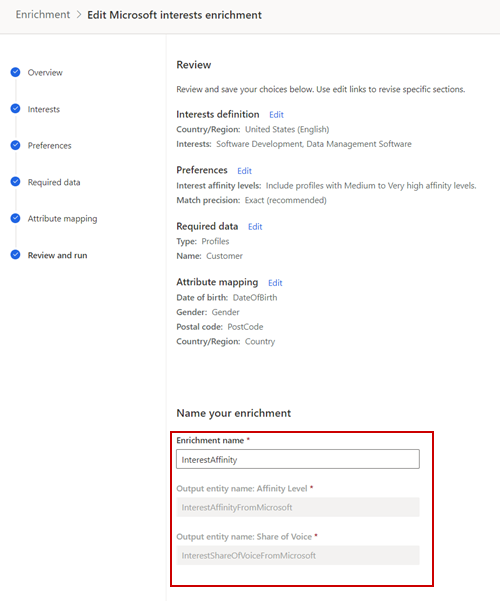 Enrichment > Edit Microsoft interests enrichment
Overview
Interests
Preferences
Required data
Attribute mapping
Review and run
Review
Review and save your choices below. Use edit links to revise specific sections.
Interests definition Edit
Country/Region: United States (English)
Interests: Software Development, Data Management Software
Preferences Edit
Interest affinity levels: Include profiles with Medium to Very high affinity levels.
Match precision: Exact (recommended)
Required data Edit
Type: Profiles
Name: Customer
Attribute mapping Edit
Date of birth: DateOfBirth
Gender: Gender
Postal code: PostCode
Country/Region: Country
Name your enrichment
Enrichment name *
InterestAffinity
Output entity name: Affinity Level *
InterestAffinityFromMicrosoft
Output entity name: Share of Voice *
InterestShareOfVoiceFromMicrosoft